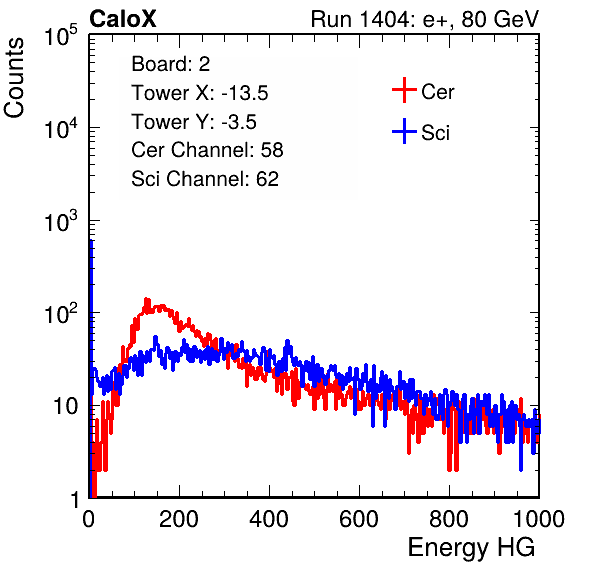 CaloX Run 1404: e+, 80 GeV
Counts
Board: 2
Tower X: -13.5
Tower Y: -3.5
Cer Channel: 58
Sci Channel: 62
Cer
Sci
10^5
10^4
10^3
10^2
10
1
0 200 400 600 800 1000
Energy HG